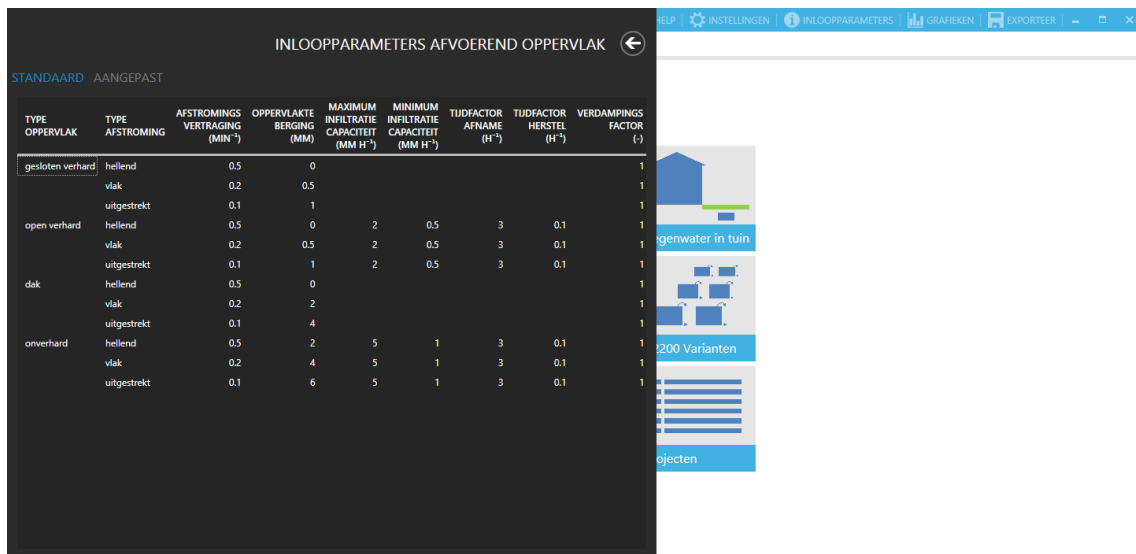 HELP | INSTELLINGEN | INLOOPPARAMETERS | GRAFIEKEN | EXPORTEER |
INLOOPPARAMETERS AFVOEREND OPPERVLAK
STANDAARD AANGEPAST
TYPE OPPERVLAK TYPE AFSTROMING AFSTROMINGS VERTRAGING (MIN⁻¹) OPPERVLAKTE BERGING (MM) MAXIMUM INFILTRATIE CAPACITEIT (MM H⁻¹) MINIMUM INFILTRATIE CAPACITEIT (MM H⁻¹) TIJDFACTOR AFNAME (H⁻¹) TIJDFACTOR HERSTEL (H⁻¹) VERDAMPINGS FACTOR (-)
gesloten verhard hellend 0.5 0 1
vlak 0.2 0.5 1
uitgestrekt 0.1 1 1
open verhard hellend 0.5 0 2 0.5 3 0.1 1
vlak 0.2 0.5 2 0.5 3 0.1 1
uitgestrekt 0.1 1 2 0.5 3 0.1 1
dak hellend 0.5 0 1
vlak 0.2 2 1
uitgestrekt 0.1 4 1
onverhard hellend 0.5 2 5 1 3 0.1 1
vlak 0.2 4 5 1 3 0.1 1
uitgestrekt 0.1 6 5 1 3 0.1 1
egenwater in tuin
2200 Varianten
ojecten